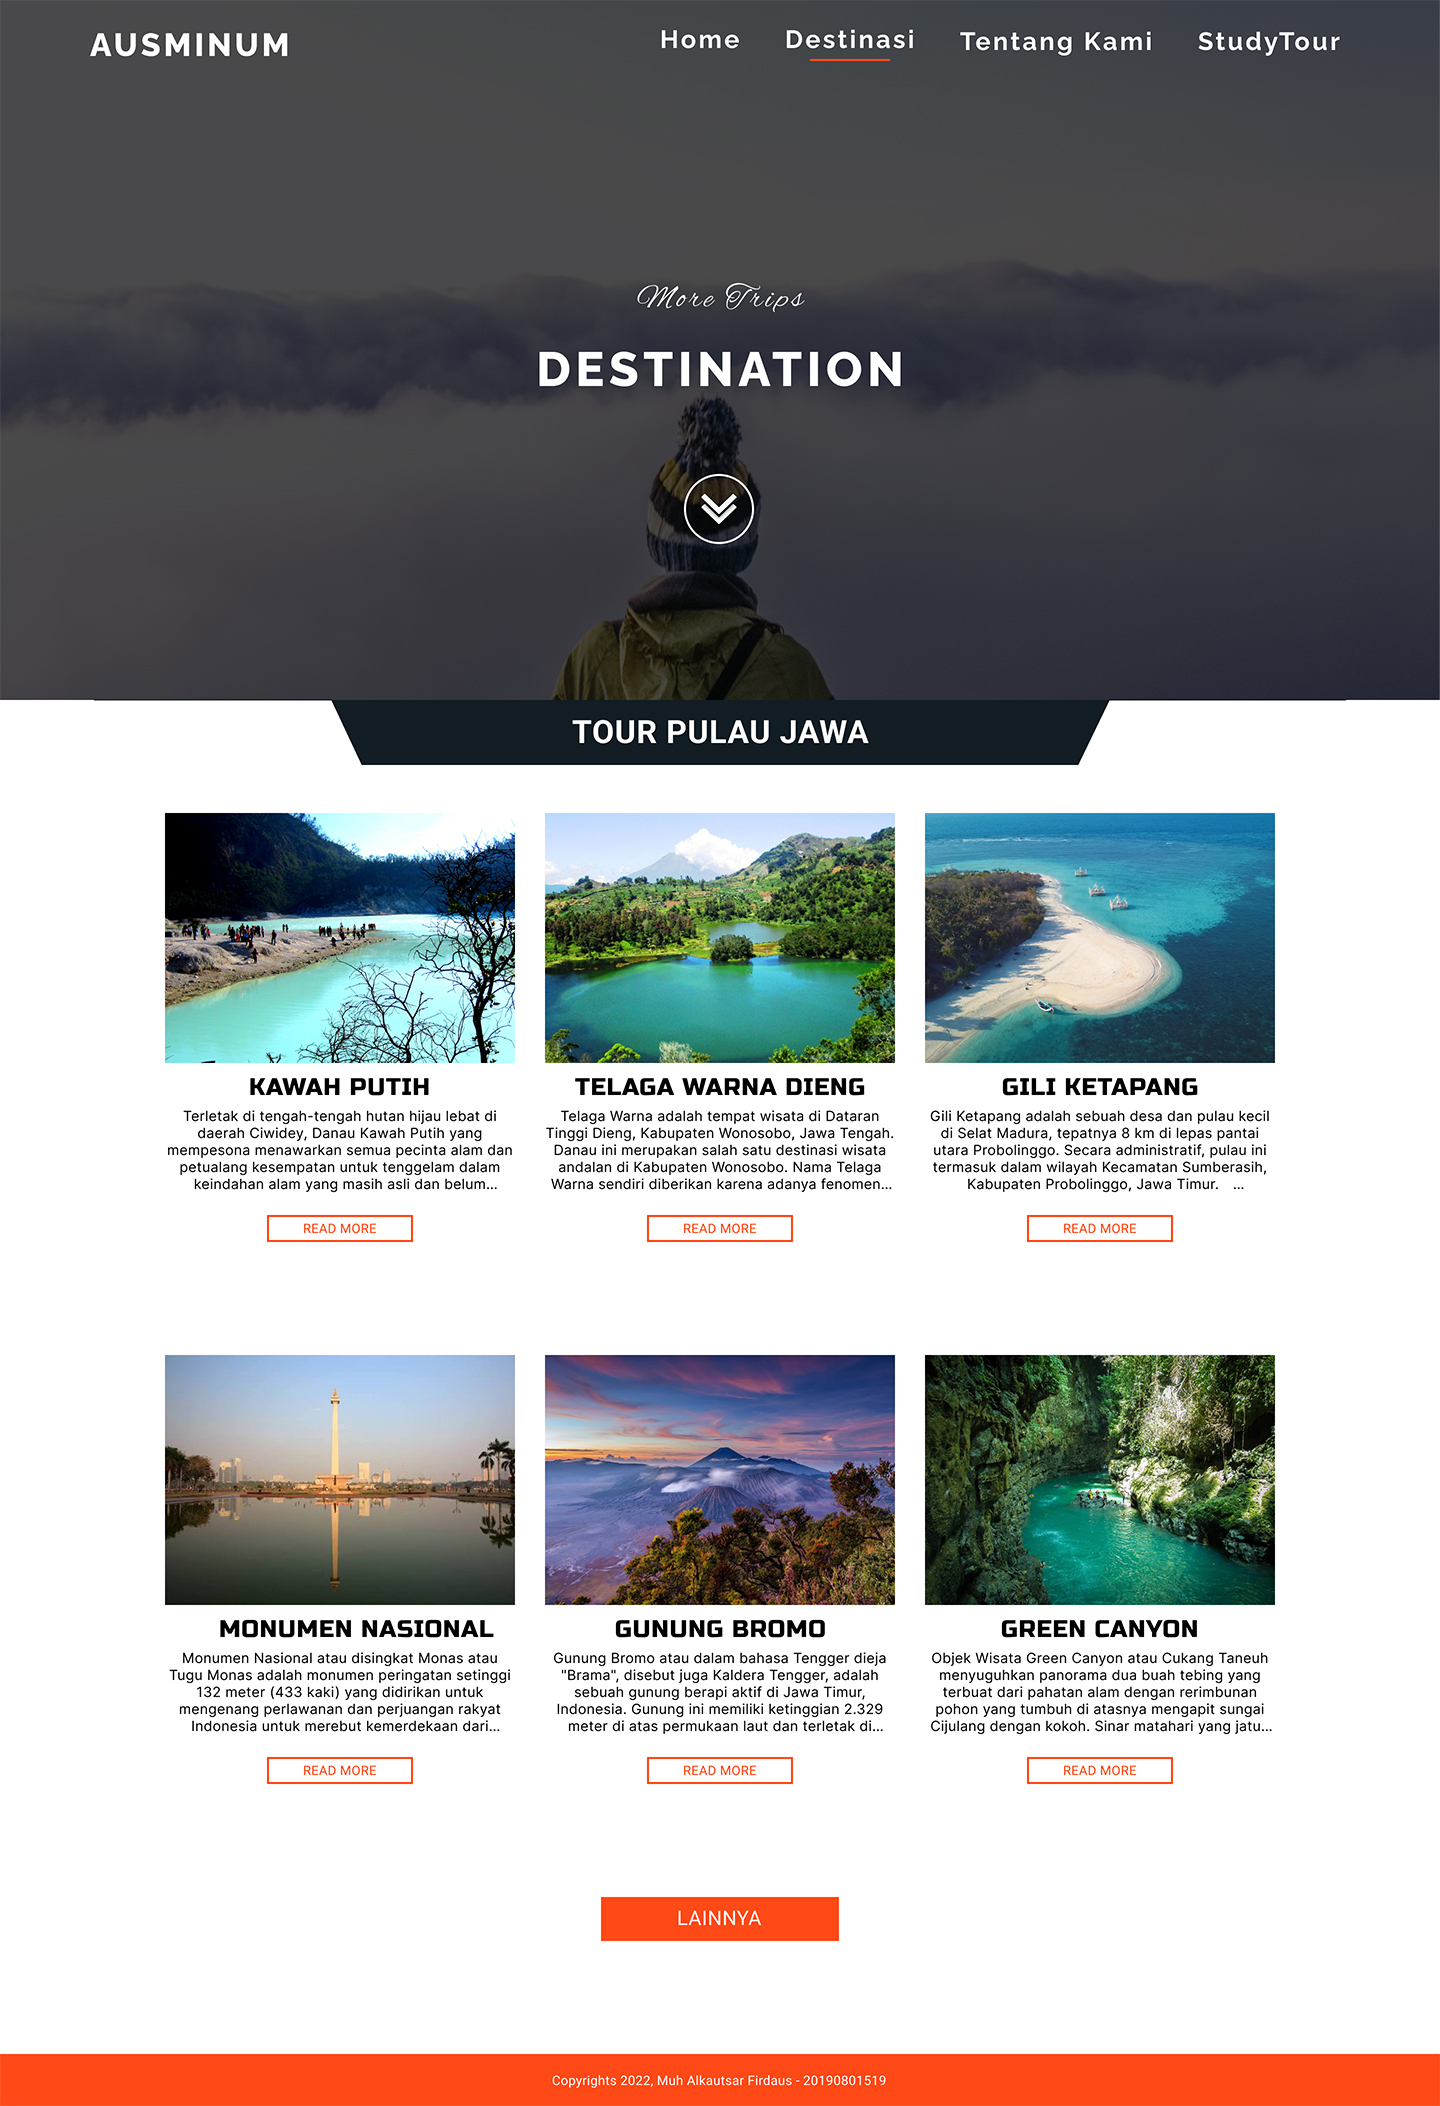 AUSMINUM
Home Destinasi Tentang Kami StudyTour
More Trips
DESTINATION
TOUR PULAU JAWA
KAWAH PUTIH
Terletak di tengah-tengah hutan hijau lebat di
daerah Ciwidey, Danau Kawah Putih yang
mempesona menawarkan semua pecinta alam dan
petualang kesempatan untuk tenggelam dalam
keindahan alam yang masih asli dan belum...
READ MORE
TELAGA WARNA DIENG
Telaga Warna adalah tempat wisata di Dataran
Tinggi Dieng, Kabupaten Wonosobo, Jawa Tengah.
Danau ini merupakan salah satu destinasi wisata
andalan di Kabupaten Wonosobo. Nama Telaga
Warna sendiri diberikan karena adanya fenomen...
READ MORE
GILI KETAPANG
Gili Ketapang adalah sebuah desa dan pulau kecil
di Selat Madura, tepatnya 8 km di lepas pantai
utara Probolinggo. Secara administratif, pulau ini
termasuk dalam wilayah Kecamatan Sumberasih,
Kabupaten Probolinggo, Jawa Timur. ...
READ MORE
MONUMEN NASIONAL
Monumen Nasional atau disingkat Monas atau
Tugu Monas adalah monumen peringatan setinggi
132 meter (433 kaki) yang didirikan untuk
mengenang perlawanan dan perjuangan rakyat
Indonesia untuk merebut kemerdekaan dari...
READ MORE
GUNUNG BROMO
Gunung Bromo atau dalam bahasa Tengger dieja
"Brama", disebut juga Kaldera Tengger, adalah
sebuah gunung berapi aktif di Jawa Timur,
Indonesia. Gunung ini memiliki ketinggian 2.329
meter di atas permukaan laut dan terletak di...
READ MORE
GREEN CANYON
Objek Wisata Green Canyon atau Cukang Taneuh
menyuguhkan panorama dua buah tebing yang
terbuat dari pahatan alam dengan rerimbunan
pohon yang tumbuh di atasnya mengapit sungai
Cijulang dengan kokoh. Sinar matahari yang jatu...
READ MORE
LAINNYA
Copyrights 2022, Muh Alkautsar Firdaus - 20190801519